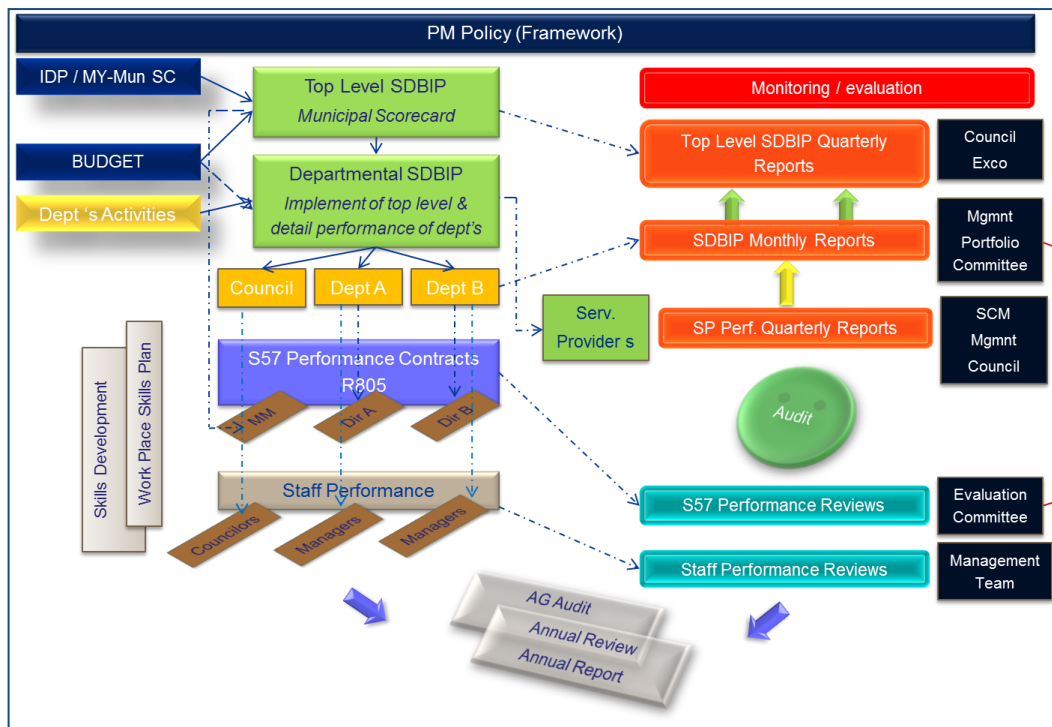 PM Policy (Framework)
IDP / MY-Mun SC
BUDGET
Dept ‘s Activities
Top Level SDBIP
Municipal Scorecard
Departmental SDBIP
Implement of top level &
detail performance of dept’s
Council
Dept A
Dept B
Serv.
Provider s
S57 Performance Contracts
R805
MM
Dir A
Dir B
Skills Development
Work Place Skills Plan
Staff Performance
Councilors
Managers
Managers
Monitoring / evaluation
Top Level SDBIP Quarterly
Reports
Council
Exco
SDBIP Monthly Reports
Mgmnt
Portfolio
Committee
SP Perf. Quarterly Reports
SCM
Mgmnt
Council
Audit
S57 Performance Reviews
Evaluation
Committee
Staff Performance Reviews
Management
Team
AG Audit
Annual Review
Annual Report